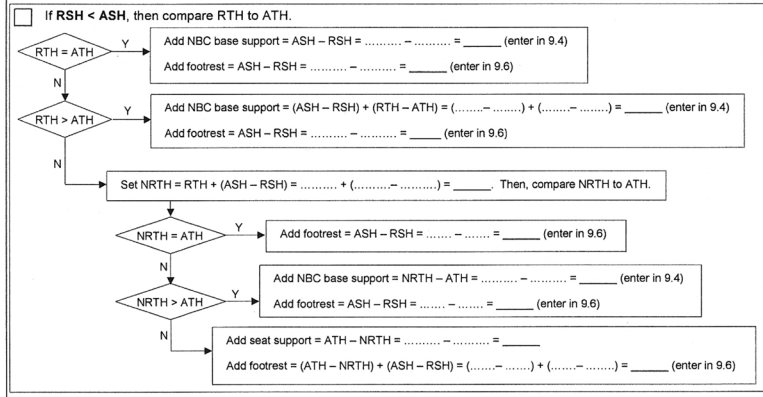 If RSH < ASH, then compare RTH to ATH.
RTH = ATH
Y
Add NBC base support = ASH – RSH = .......... – .......... = ______ (enter in 9.4)
Add footrest = ASH – RSH = .......... – .......... = ______ (enter in 9.6)
N
RTH > ATH
Y
Add NBC base support = (ASH – RSH) + (RTH – ATH) = (........– ........) + (........– ........) = ______ (enter in 9.4)
Add footrest = ASH – RSH = .......... – .......... = _____ (enter in 9.6)
N
Set NRTH = RTH + (ASH – RSH) = .......... + (..........– ..........) = ______. Then, compare NRTH to ATH.
NRTH = ATH
Y
Add footrest = ASH – RSH = ....... – ....... = ______ (enter in 9.6)
N
NRTH > ATH
Y
Add NBC base support = NRTH – ATH = .......... – .......... = ______ (enter in 9.4)
Add footrest = ASH – RSH = ....... – ....... = ______ (enter in 9.6)
N
Add seat support = ATH – NRTH = .......... – .......... = ______
Add footrest = (ATH – NRTH) + (ASH – RSH) = (.......– .......) + (.......– ........) = ______ (enter in 9.6)